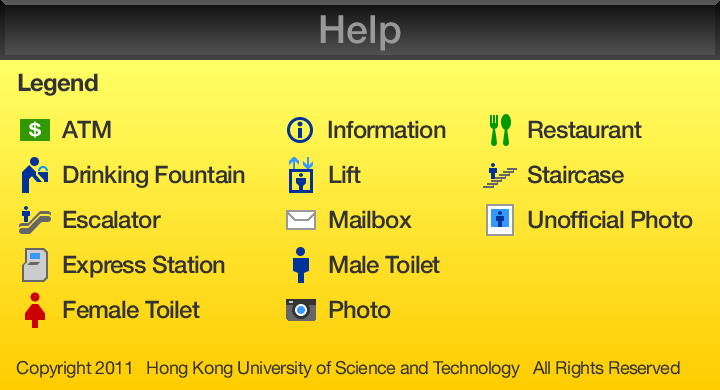 Help
Legend
$ ATM
Drinking Fountain
Escalator
Express Station
Female Toilet
i Information
Lift
Mailbox
Male Toilet
Photo
Restaurant
Staircase
Unofficial Photo
Copyright 2011 Hong Kong University of Science and Technology All Rights Reserved